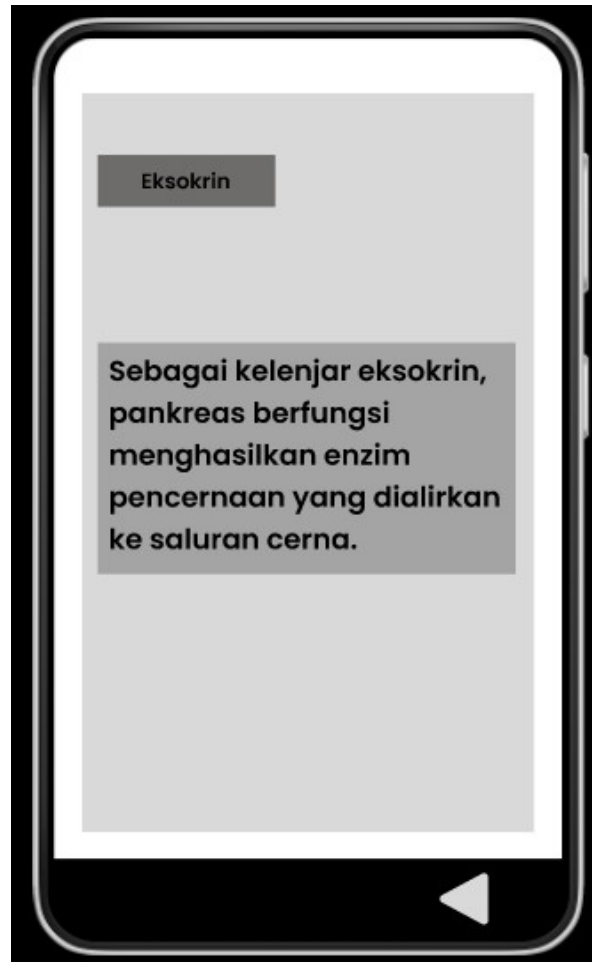 Eksokrin
Sebagai kelenjar eksokrin,
pankreas berfungsi
menghasilkan enzim
pencernaan yang dialirkan
ke saluran cerna.